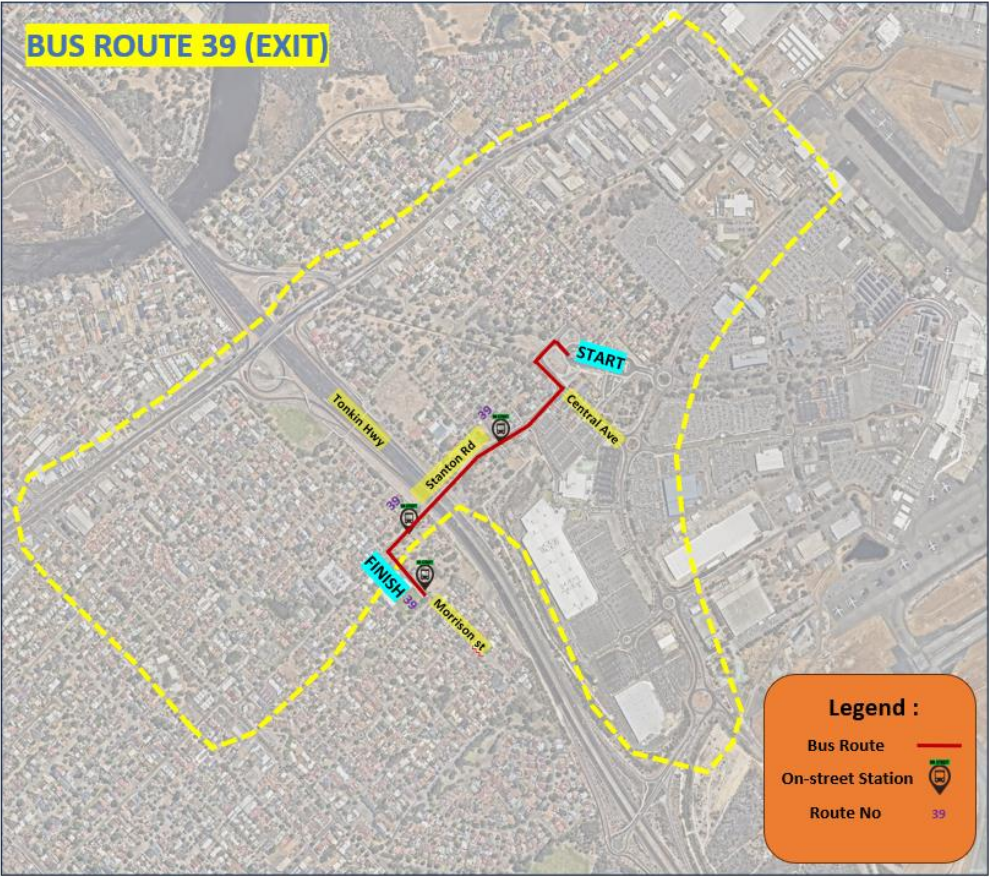 BUS ROUTE 39 (EXIT)
START
Central Ave
39
Tonkin Hwy
Stanton Rd
39
FINISH
39
Morrison st
Legend :
Bus Route
On-street Station
Route No
39